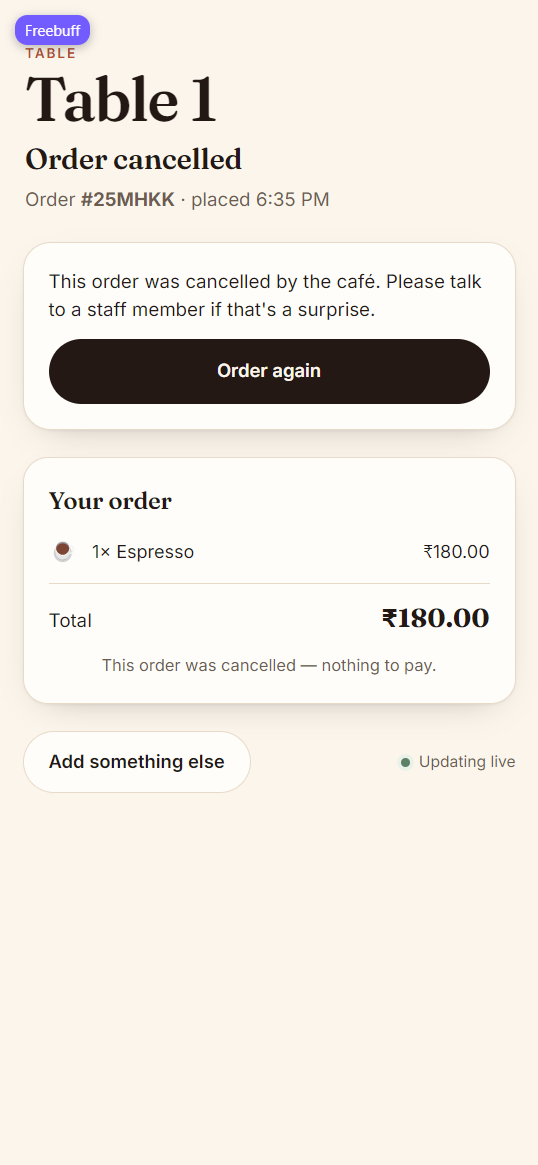 Freebuff
TABLE
Table 1
Order cancelled
Order #25MHKK · placed 6:35 PM
This order was cancelled by the café. Please talk
to a staff member if that's a surprise.
Order again
Your order
1× Espresso ₹180.00
Total ₹180.00
This order was cancelled — nothing to pay.
Add something else Updating live